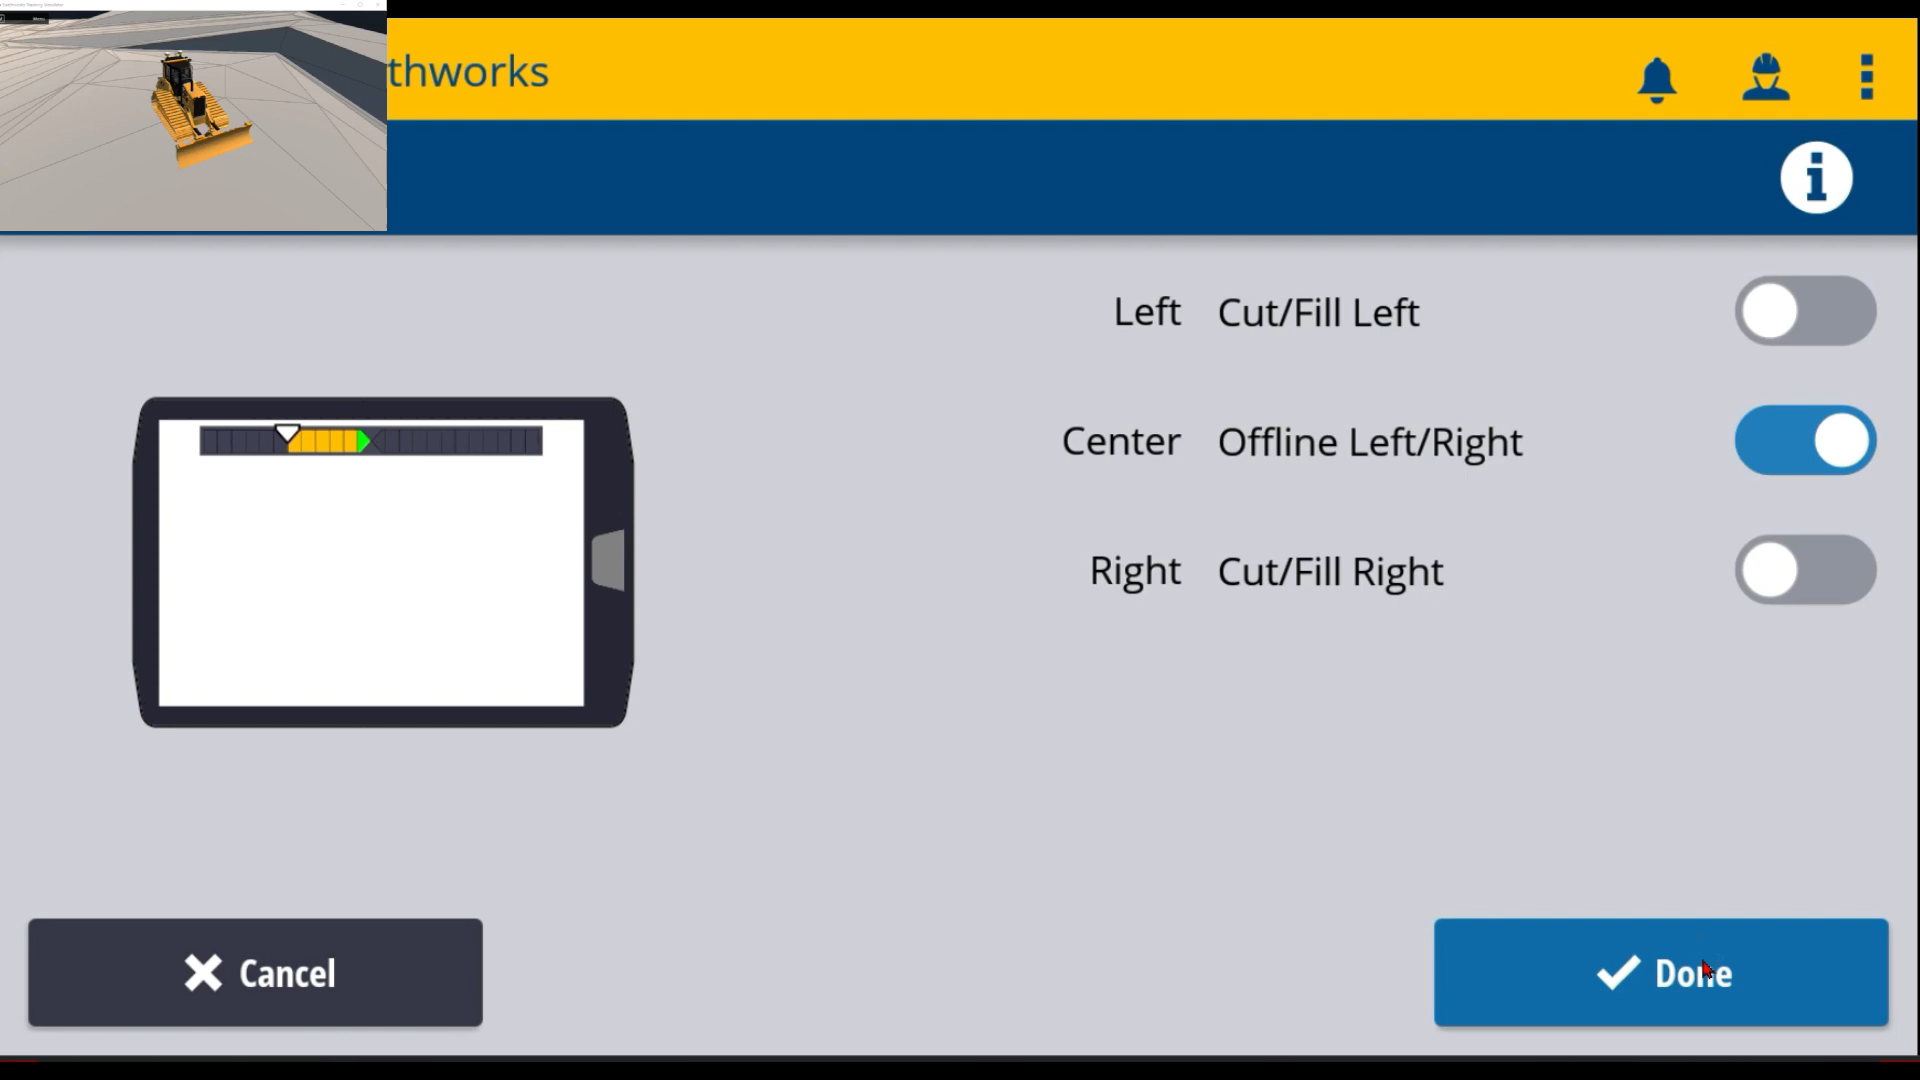 thworks
Left Cut/Fill Left
Center Offline Left/Right
Right Cut/Fill Right
Cancel
Done